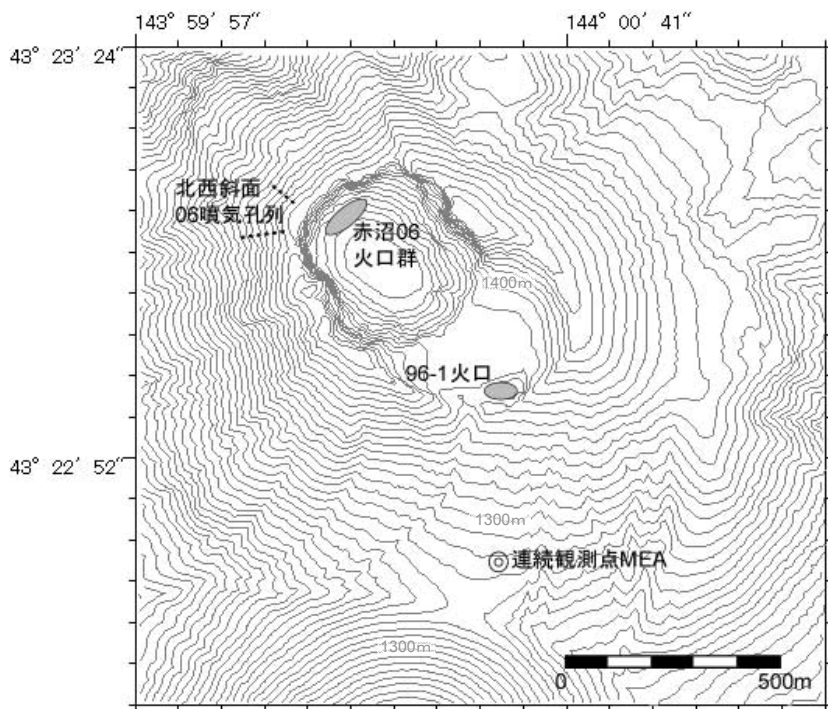 143° 59′ 57″
144° 00′ 41″
43° 23′ 24″
北西斜面
06噴気孔列
赤沼06
火口群
1400m
96-1火口
43° 22′ 52″
1300m
連続観測点MEA
1300m
0
500m